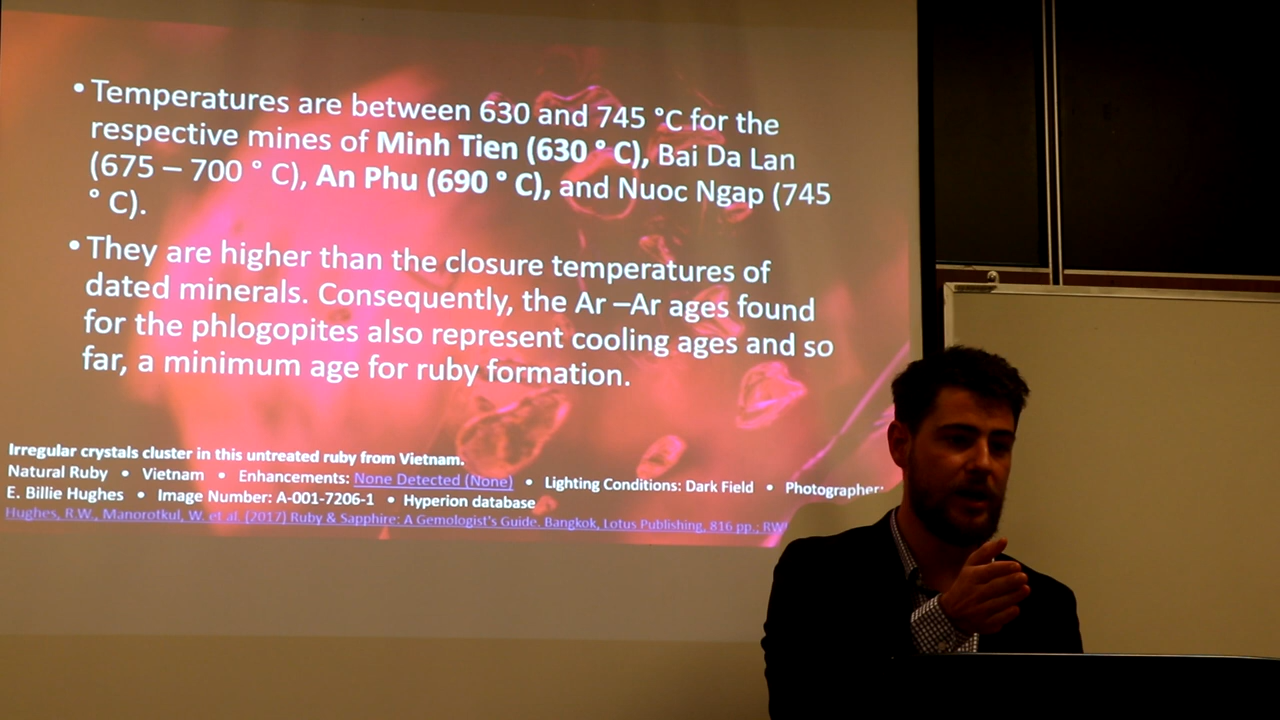 • Temperatures are between 630 and 745 °C for the
respective mines of Minh Tien (630 ° C), Bai Da Lan
(675 – 700 ° C), An Phu (690 ° C), and Nuoc Ngap (745
° C).
• They are higher than the closure temperatures of
dated minerals. Consequently, the Ar –Ar ages found
for the phlogopites also represent cooling ages and so
far, a minimum age for ruby formation.
Irregular crystals cluster in this untreated ruby from Vietnam.
Natural Ruby • Vietnam • Enhancements: None Detected (None) • Lighting Conditions: Dark Field • Photographer:
E. Billie Hughes • Image Number: A-001-7206-1 • Hyperion database
Hughes, R.W., Manorotkul, W. et al. (2017) Ruby & Sapphire: A Gemologist's Guide. Bangkok, Lotus Publishing, 816 pp.; RW